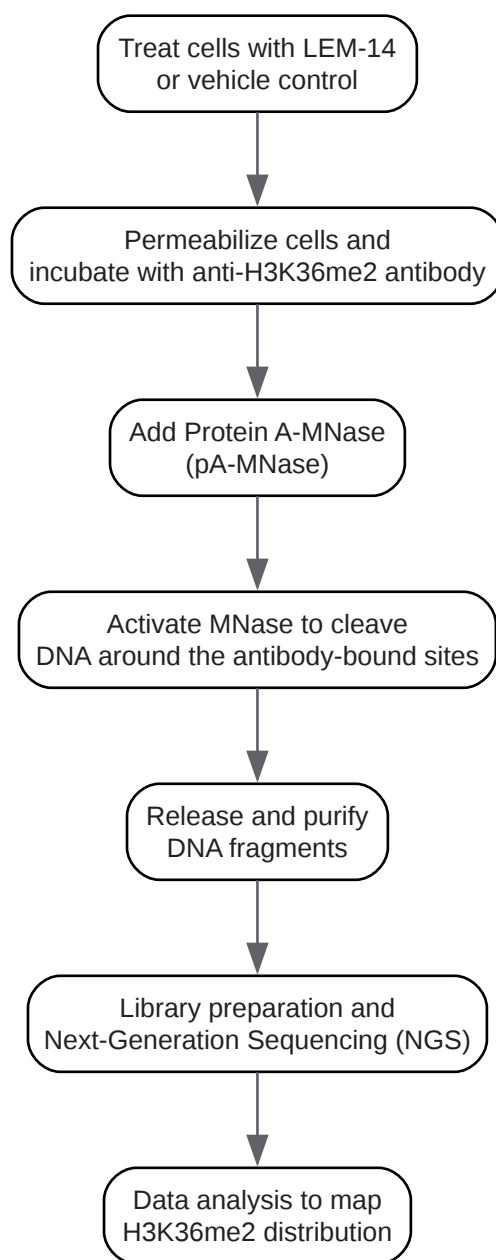 Treat cells with LEM-14
or vehicle control
Permeabilize cells and
incubate with anti-H3K36me2 antibody
Add Protein A-MNase
(pA-MNase)
Activate MNase to cleave
DNA around the antibody-bound sites
Release and purify
DNA fragments
Library preparation and
Next-Generation Sequencing (NGS)
Data analysis to map
H3K36me2 distribution